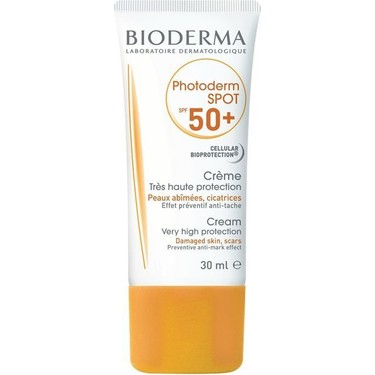 BIODERMA
LABORATOIRE DERMATOLOGIQUE
Photoderm
SPOT
SPF 50+
CELLULAR
BIOPROTECTION®
Crème
Très haute protection
Peaux abîmées, cicatrices
Effet préventif anti-tache
Cream
Very high protection
Damaged skin, scars
Preventive anti-mark effect
30 ml ℮